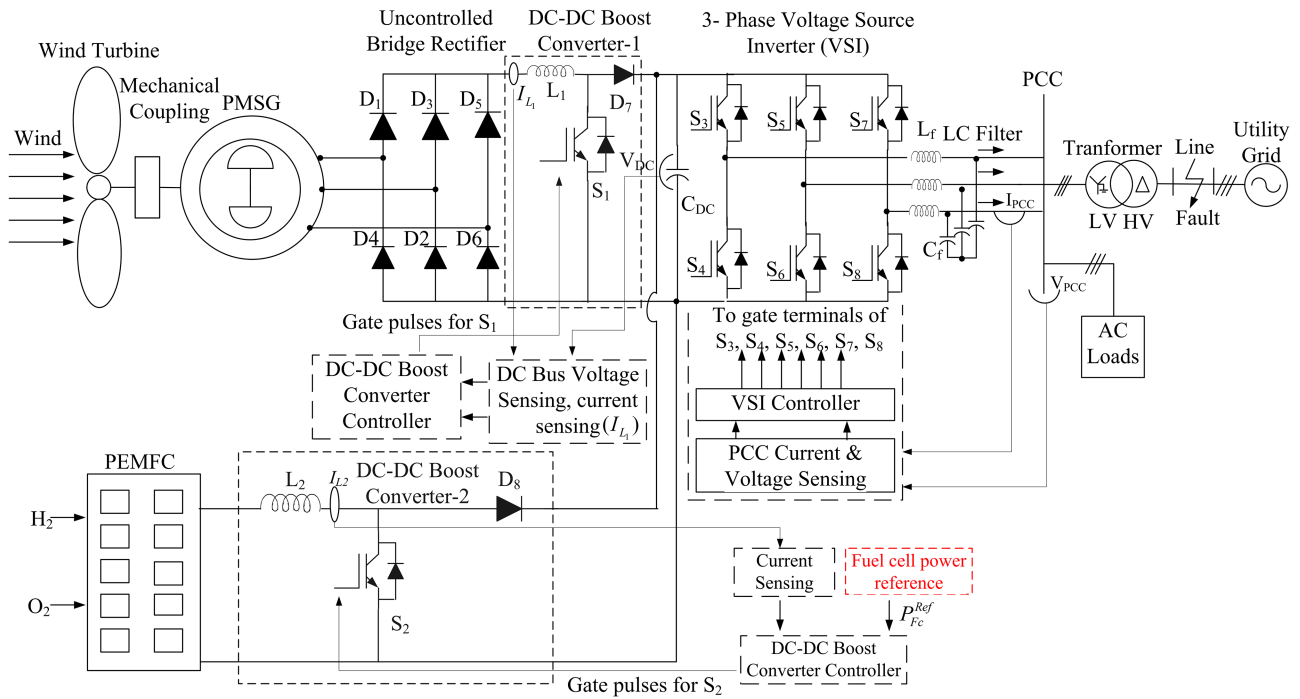 Wind Turbine
Mechanical
Coupling
Wind
PMSG
Uncontrolled
Bridge Rectifier
D1
D3
D5
D4
D2
D6
DC-DC Boost
Converter-1
IL1
L1
D7
S1
VDC
CDC
3- Phase Voltage Source
Inverter (VSI)
S3
S5
S7
S4
S6
S8
Lf
LC Filter
IPCC
Cf
PCC
VPCC
Tranformer
LV HV
Line
Fault
Utility
Grid
AC
Loads
Gate pulses for S1
DC-DC Boost
Converter
Controller
DC Bus Voltage
Sensing, current
sensing(IL1)
To gate terminals of
S3, S4, S5, S6, S7, S8
VSI Controller
PCC Current &
Voltage Sensing
PEMFC
H2
O2
L2
IL2
DC-DC Boost
Converter-2
D8
S2
Current
Sensing
Fuel cell power
reference
PFcRef
DC-DC Boost
Converter Controller
Gate pulses for S2